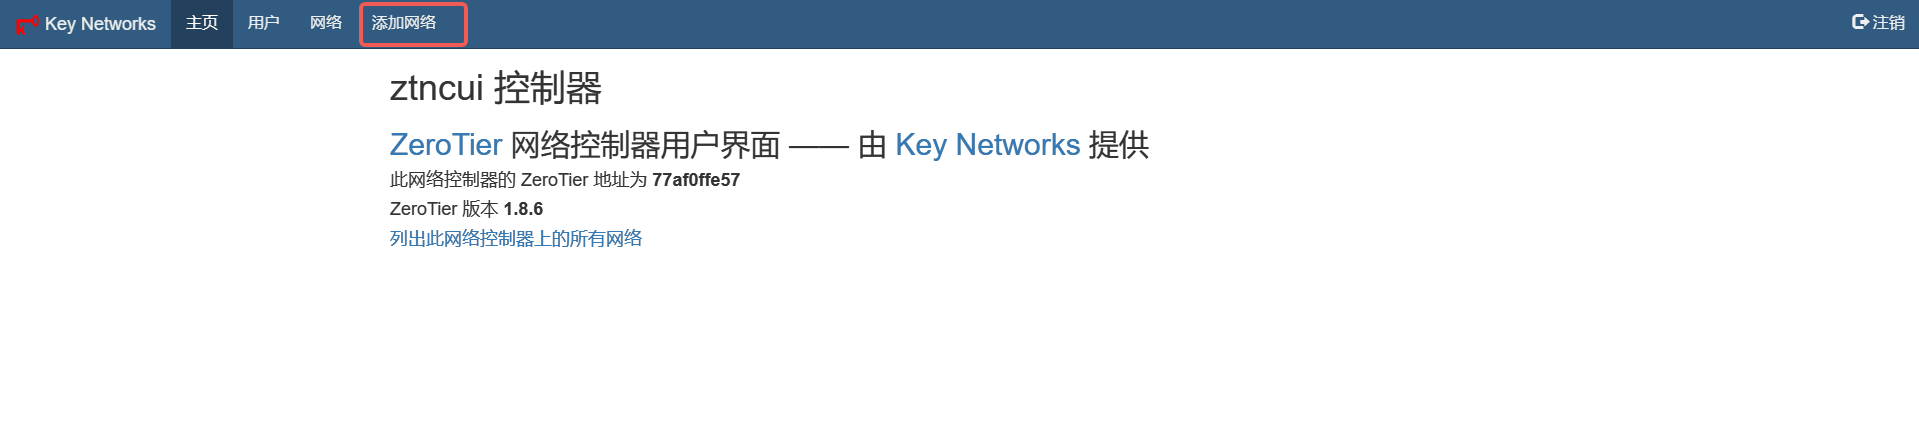 Key Networks 主页 用户 网络 添加网络 注销
ztncui 控制器
ZeroTier 网络控制器用户界面 —— 由 Key Networks 提供
此网络控制器的 ZeroTier 地址为 77af0ffe57
ZeroTier 版本 1.8.6
列出此网络控制器上的所有网络